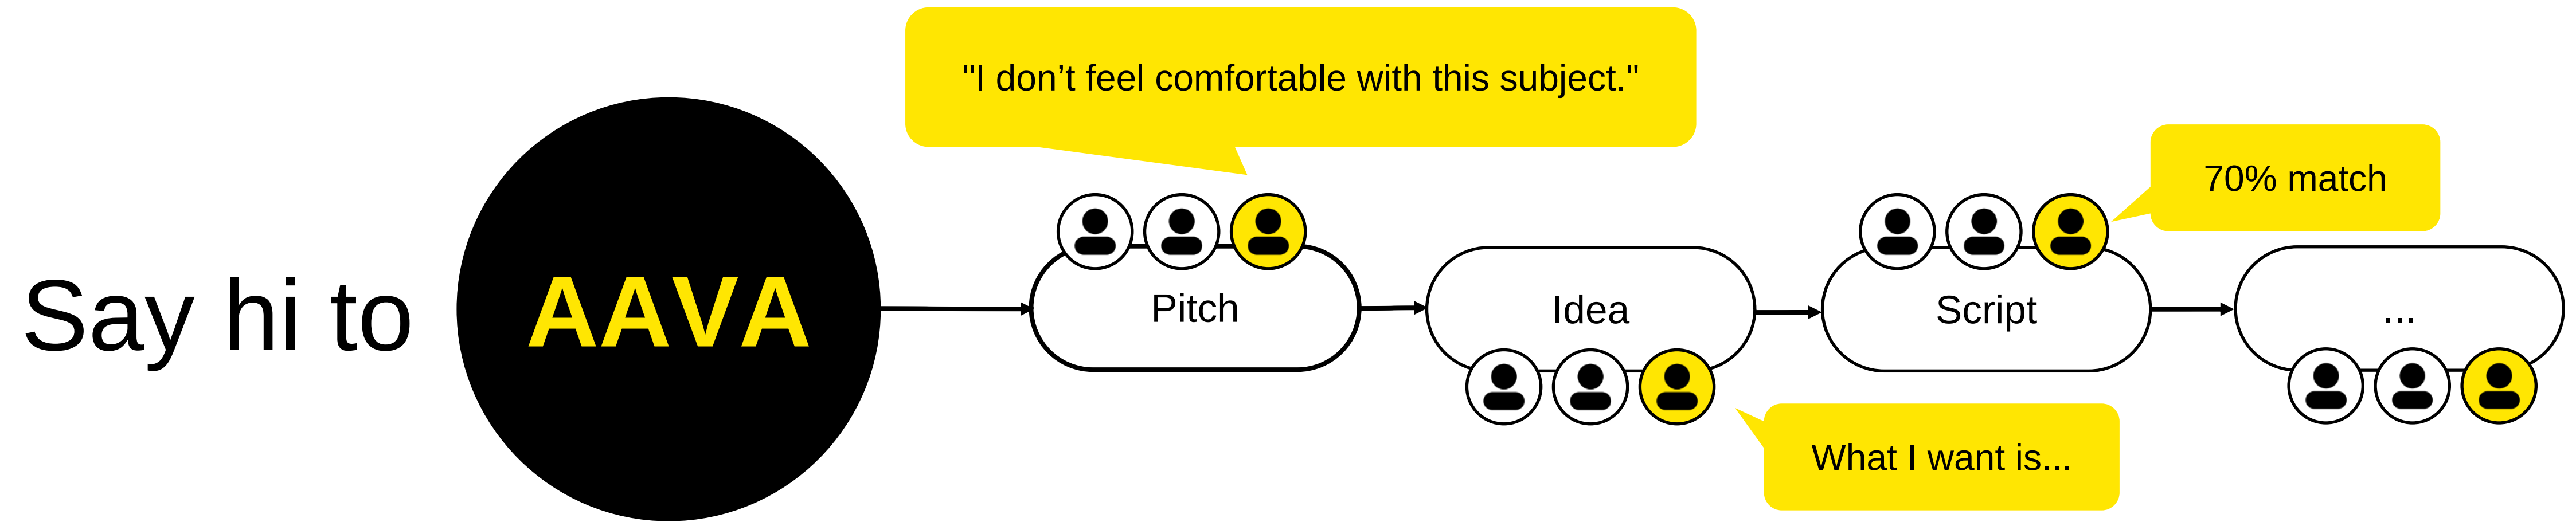 Say hi to
AAVA
"I don’t feel comfortable with this subject."
Pitch
Idea
What I want is...
Script
70% match
...